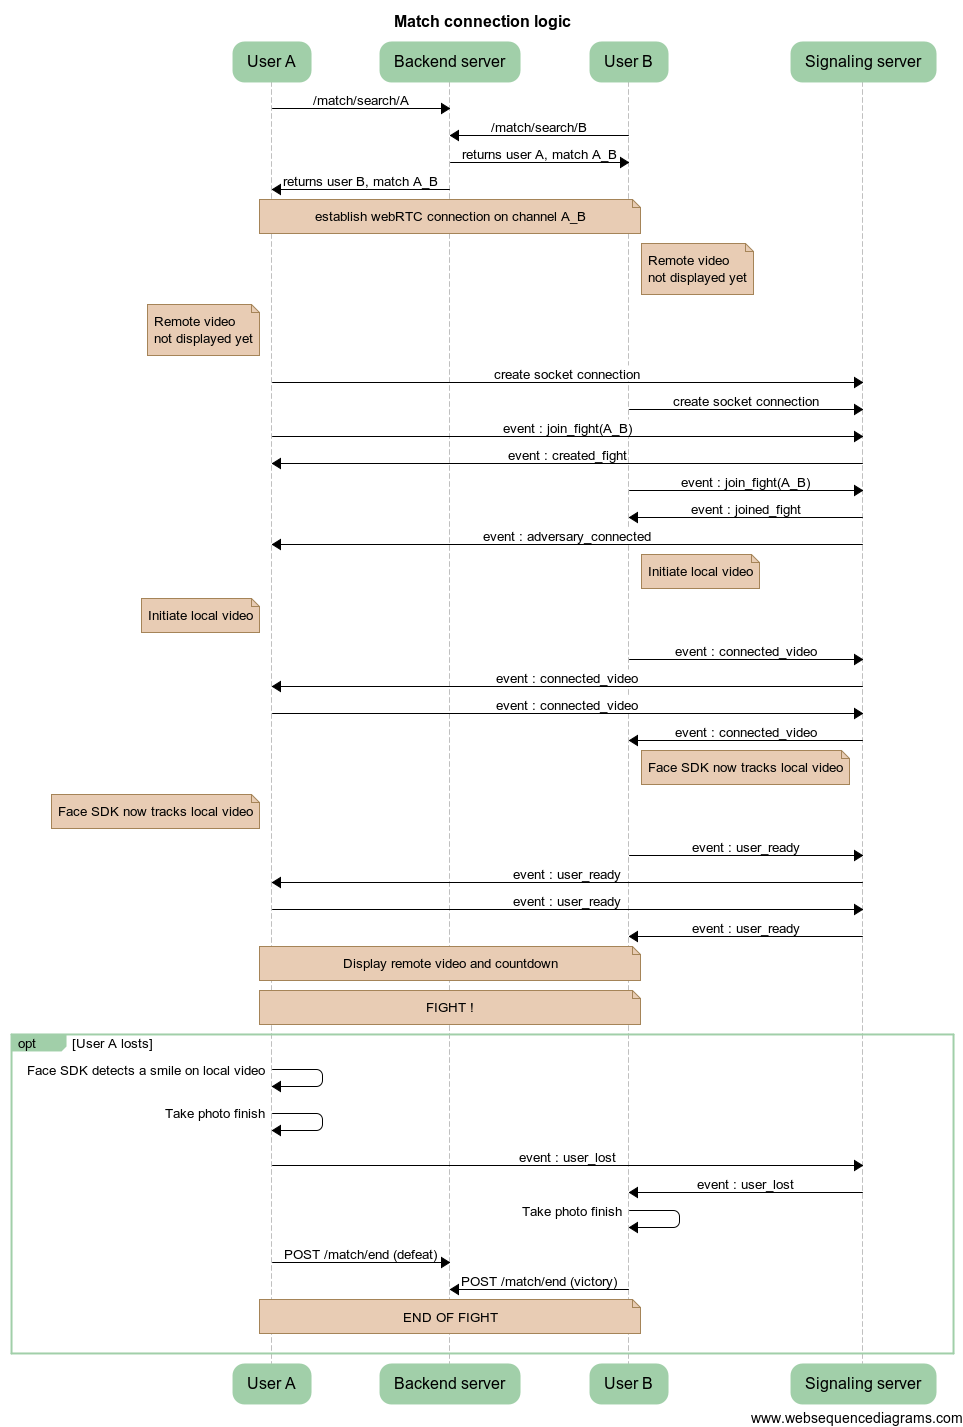 Match connection logic
User A
Backend server
User B
Signaling server
/match/search/A
/match/search/B
returns user A, match A_B
returns user B, match A_B
establish webRTC connection on channel A_B
Remote video
not displayed yet
Remote video
not displayed yet
create socket connection
create socket connection
event : join_fight(A_B)
event : created_fight
event : join_fight(A_B)
event : joined_fight
event : adversary_connected
Initiate local video
Initiate local video
event : connected_video
event : connected_video
event : connected_video
event : connected_video
Face SDK now tracks local video
Face SDK now tracks local video
event : user_ready
event : user_ready
event : user_ready
event : user_ready
Display remote video and countdown
FIGHT !
opt [User A losts]
Face SDK detects a smile on local video
Take photo finish
event : user_lost
event : user_lost
Take photo finish
POST /match/end (defeat)
POST /match/end (victory)
END OF FIGHT
User A
Backend server
User B
Signaling server
www.websequencediagrams.com